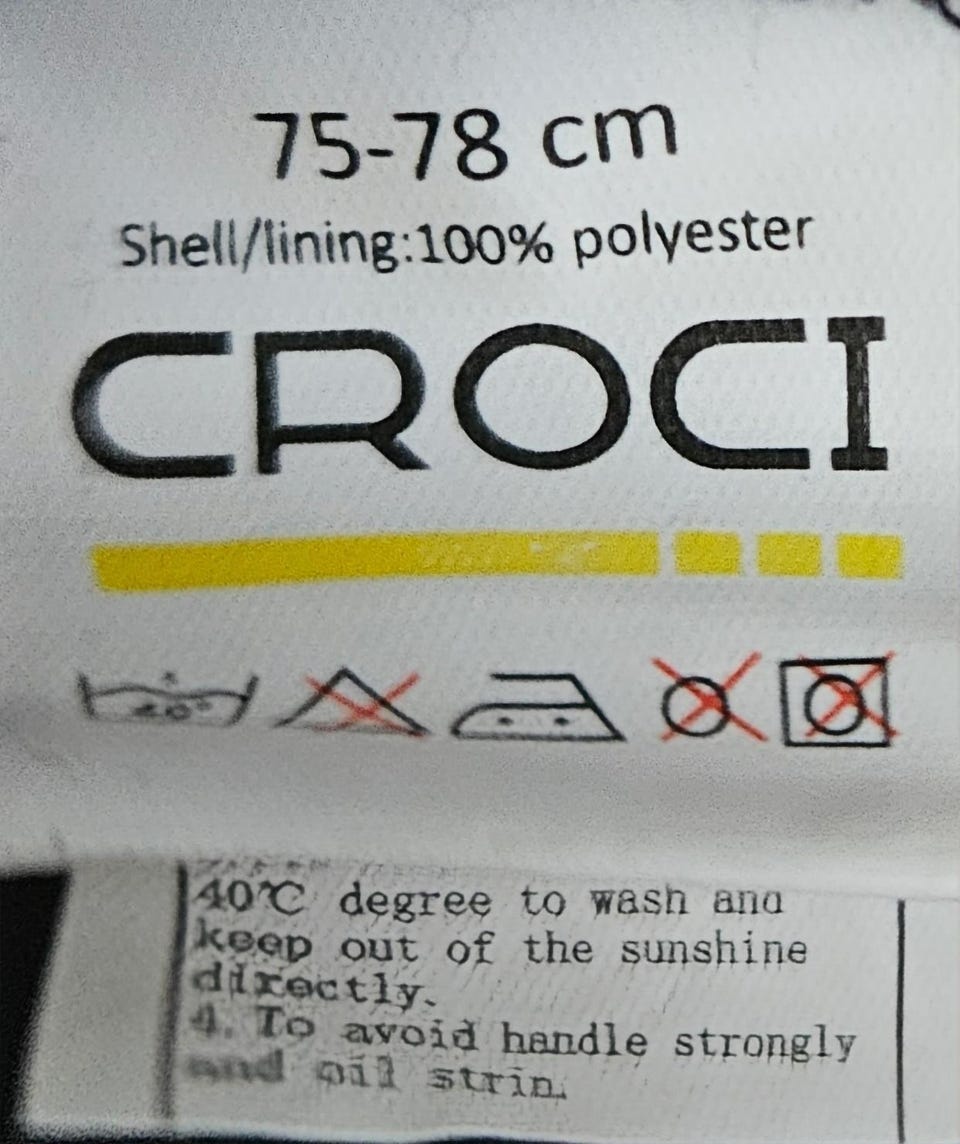 75-78 cm
Shell/lining:100% polyester
CROCI
40℃ degree to wash and
keep out of the sunshine
directly.
4. To avoid handle strongly
and oil